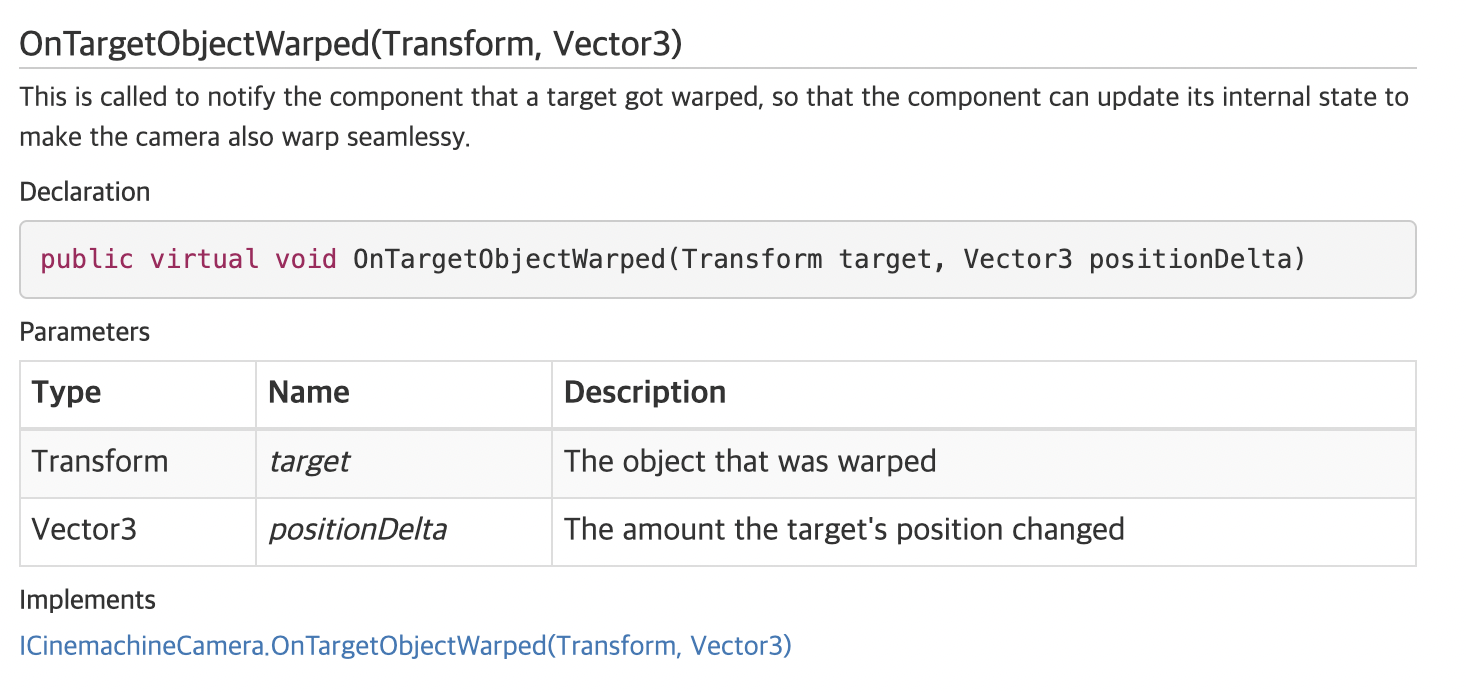 OnTargetObjectWarped(Transform, Vector3)
This is called to notify the component that a target got warped, so that the component can update its internal state to
make the camera also warp seamlessy.
Declaration
public virtual void OnTargetObjectWarped(Transform target, Vector3 positionDelta)
Parameters
Type Name Description
Transform target The object that was warped
Vector3 positionDelta The amount the target's position changed
Implements
ICinemachineCamera.OnTargetObjectWarped(Transform, Vector3)